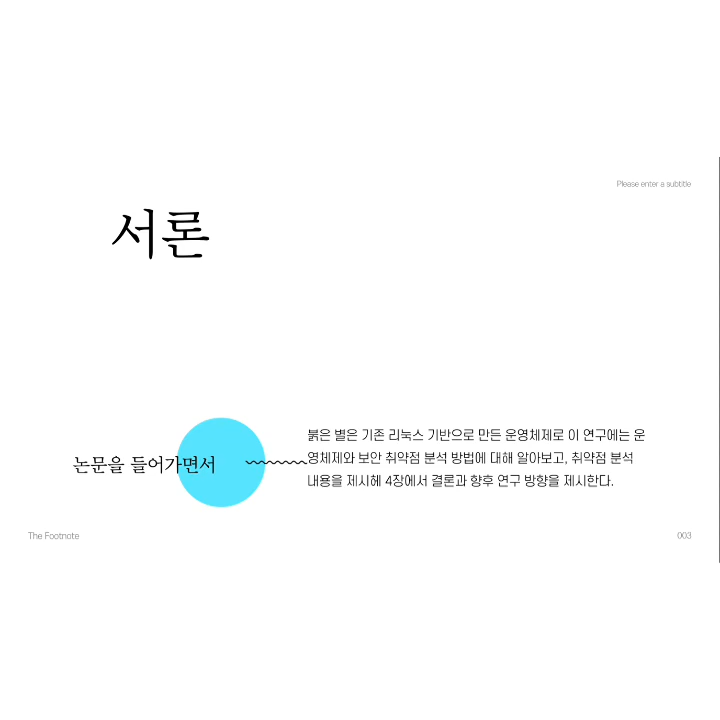 Please enter a subtitle
서론
논문을 들어가면서
붉은 별은 기존 리눅스 기반으로 만든 운영체제로 이 연구에는 운
영체제와 보안 취약점 분석 방법에 대해 알아보고, 취약점 분석
내용을 제시헤 4장에서 결론과 향후 연구 방향을 제시한다.
The Footnote
003